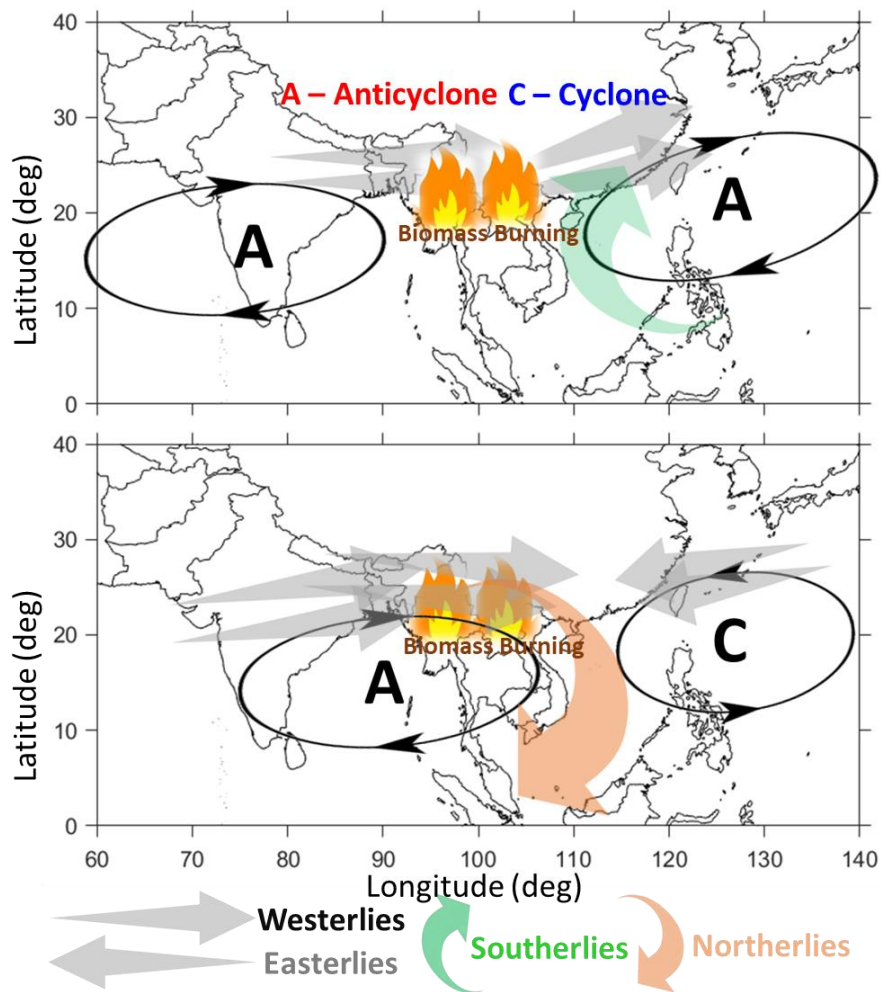 40
A – Anticyclone C – Cyclone
30
Latitude (deg)
20
A
A
Biomass Burning
10
0
40
30
Latitude (deg)
20
C
Biomass Burning
A
10
0
60 70 80 90 100 110 120 130 140
Longitude (deg)
Westerlies
Easterlies
Southerlies
Northerlies